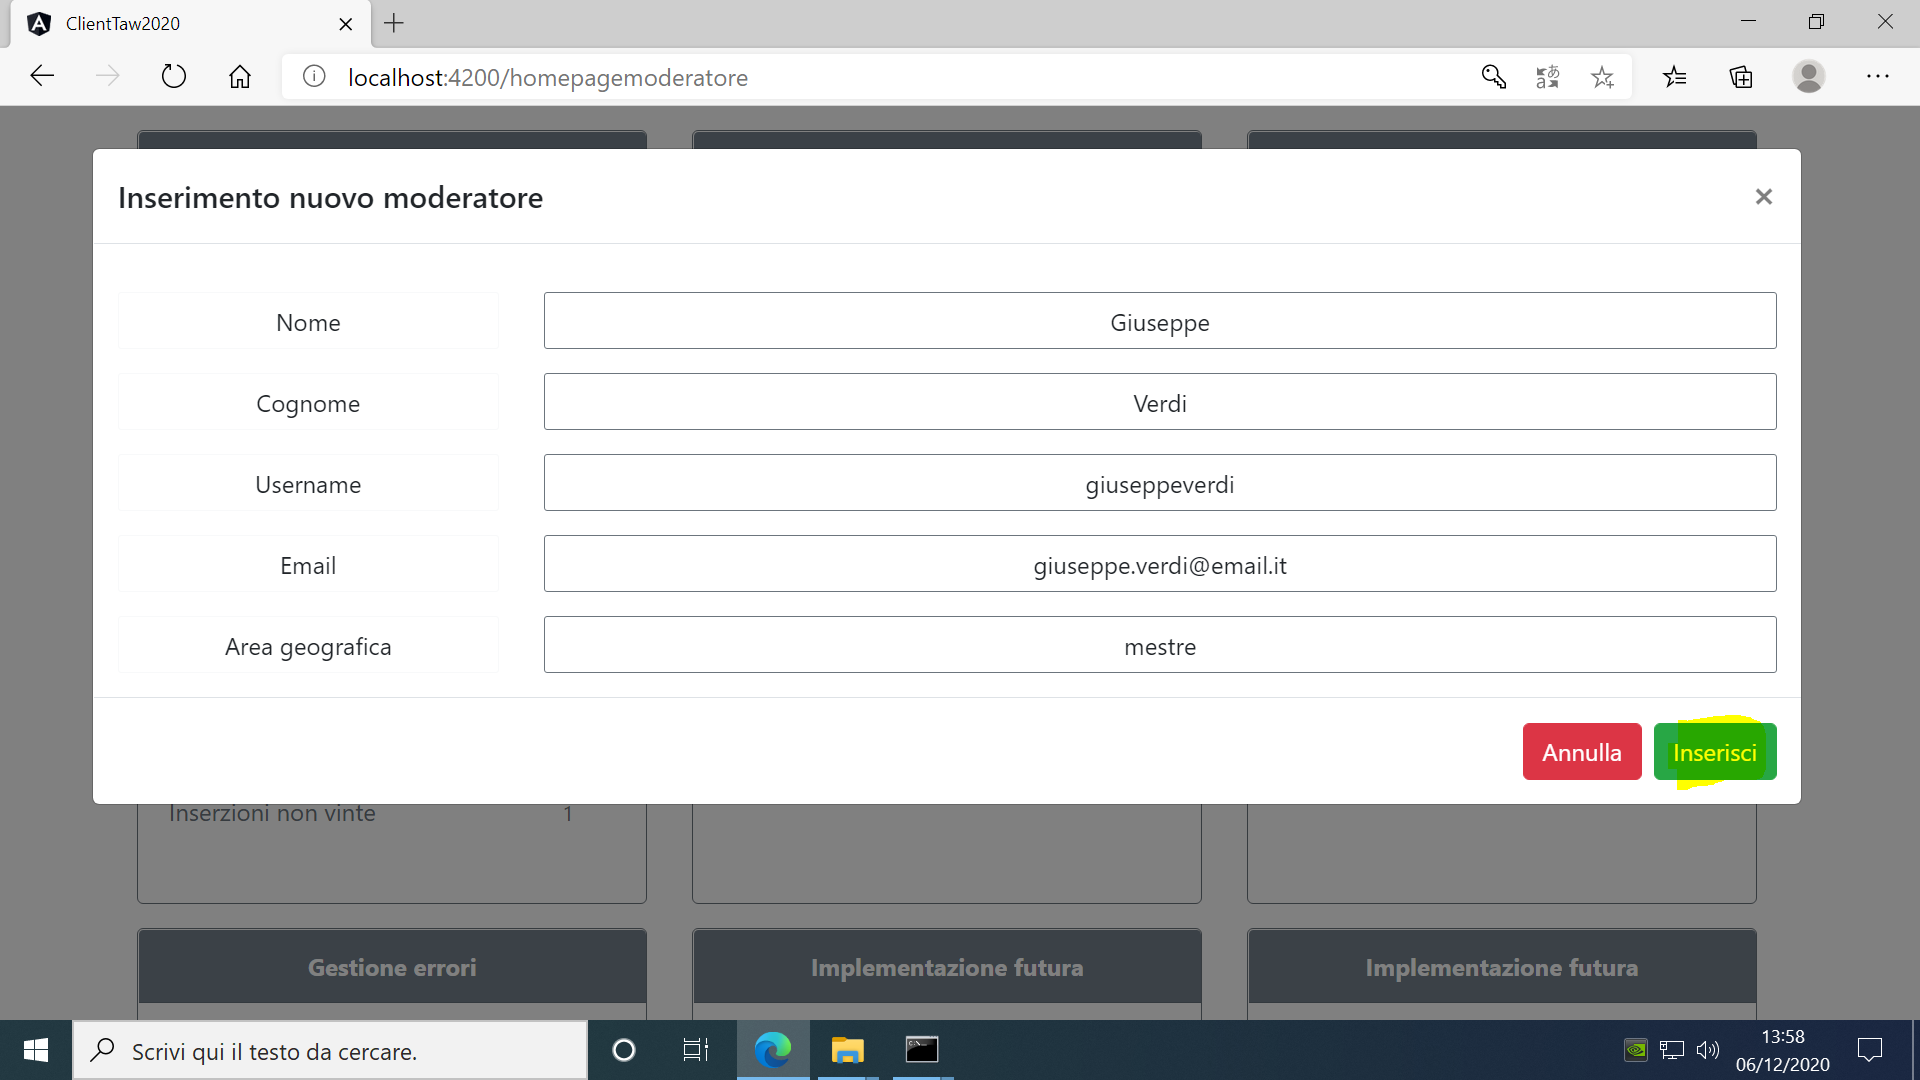 ClientTaw2020
localhost:4200/homepagemoderatore
Inserimento nuovo moderatore
Nome Giuseppe
Cognome Verdi
Username giuseppeverdi
Email giuseppe.verdi@email.it
Area geografica mestre
Annulla Inserisci
Inserzioni non vinte 1
Gestione errori Implementazione futura Implementazione futura
Scrivi qui il testo da cercare.
13:58
06/12/2020